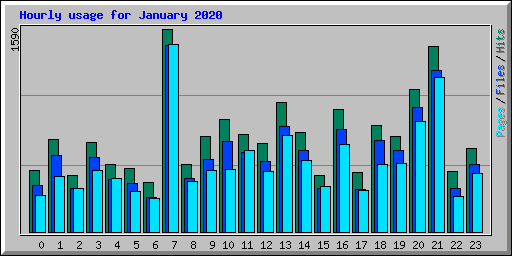 Hourly usage for January 2020
1590
Pages / Files / Hits
0 1 2 3 4 5 6 7 8 9 10 11 12 13 14 15 16 17 18 19 20 21 22 23